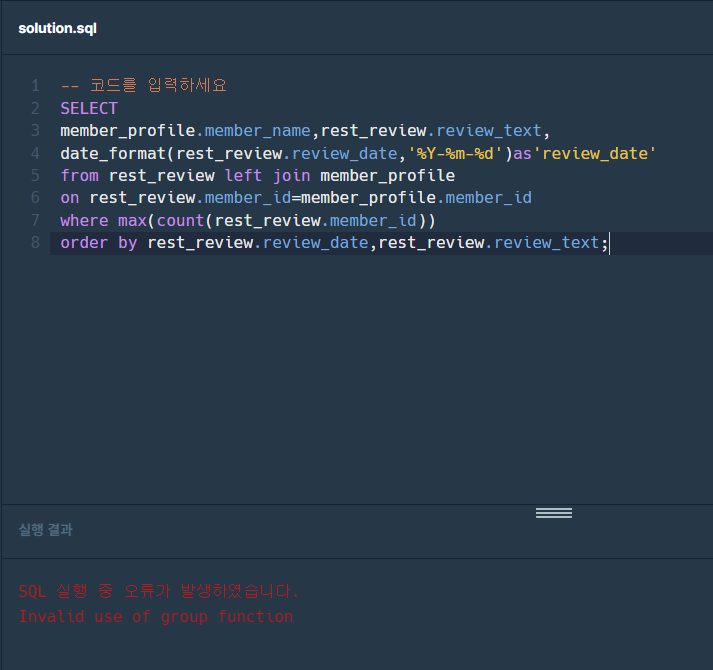 solution.sql
1 -- 코드를 입력하세요
2 SELECT
3 member_profile.member_name,rest_review.review_text,
4 date_format(rest_review.review_date,'%Y-%m-%d')as'review_date'
5 from rest_review left join member_profile
6 on rest_review.member_id=member_profile.member_id
7 where max(count(rest_review.member_id))
8 order by rest_review.review_date,rest_review.review_text;
실행 결과
SQL 실행 중 오류가 발생하였습니다.
Invalid use of group function